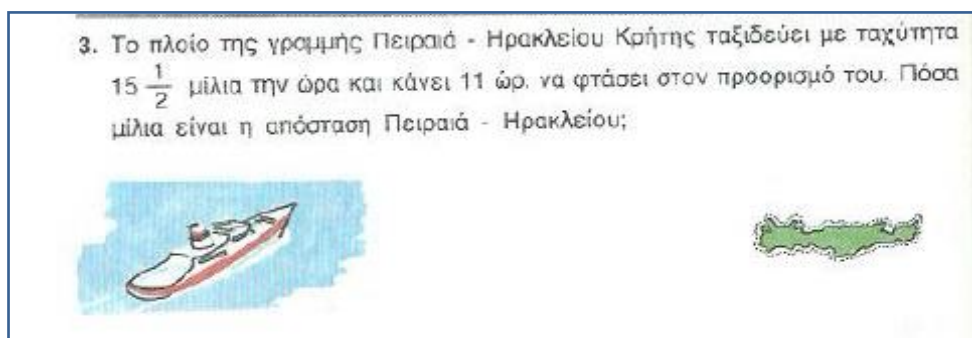 3. Το πλοίο της γραμμής Πειραιά - Ηρακλείου Κρήτης ταξιδεύει με ταχύτητα
15 1/2 μίλια την ώρα και κάνει 11 ώρ. να φτάσει στον προορισμό του. Πόσα
μίλια είναι η απόσταση Πειραιά - Ηρακλείου;